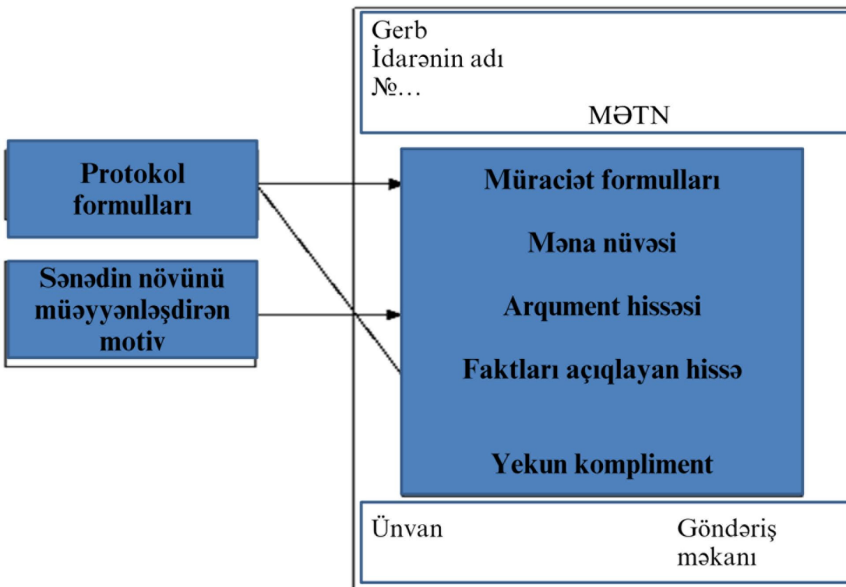 Gerb
İdarənin adı
№…
MƏTN
Protokol
formulları
Sənədin növünü
müəyyənləşdirən
motiv
Müraciət formulları
Məna nüvəsi
Arqument hissəsi
Faktları açıqlayan hissə
Yekun kompliment
Ünvan
Göndəriş
məkanı